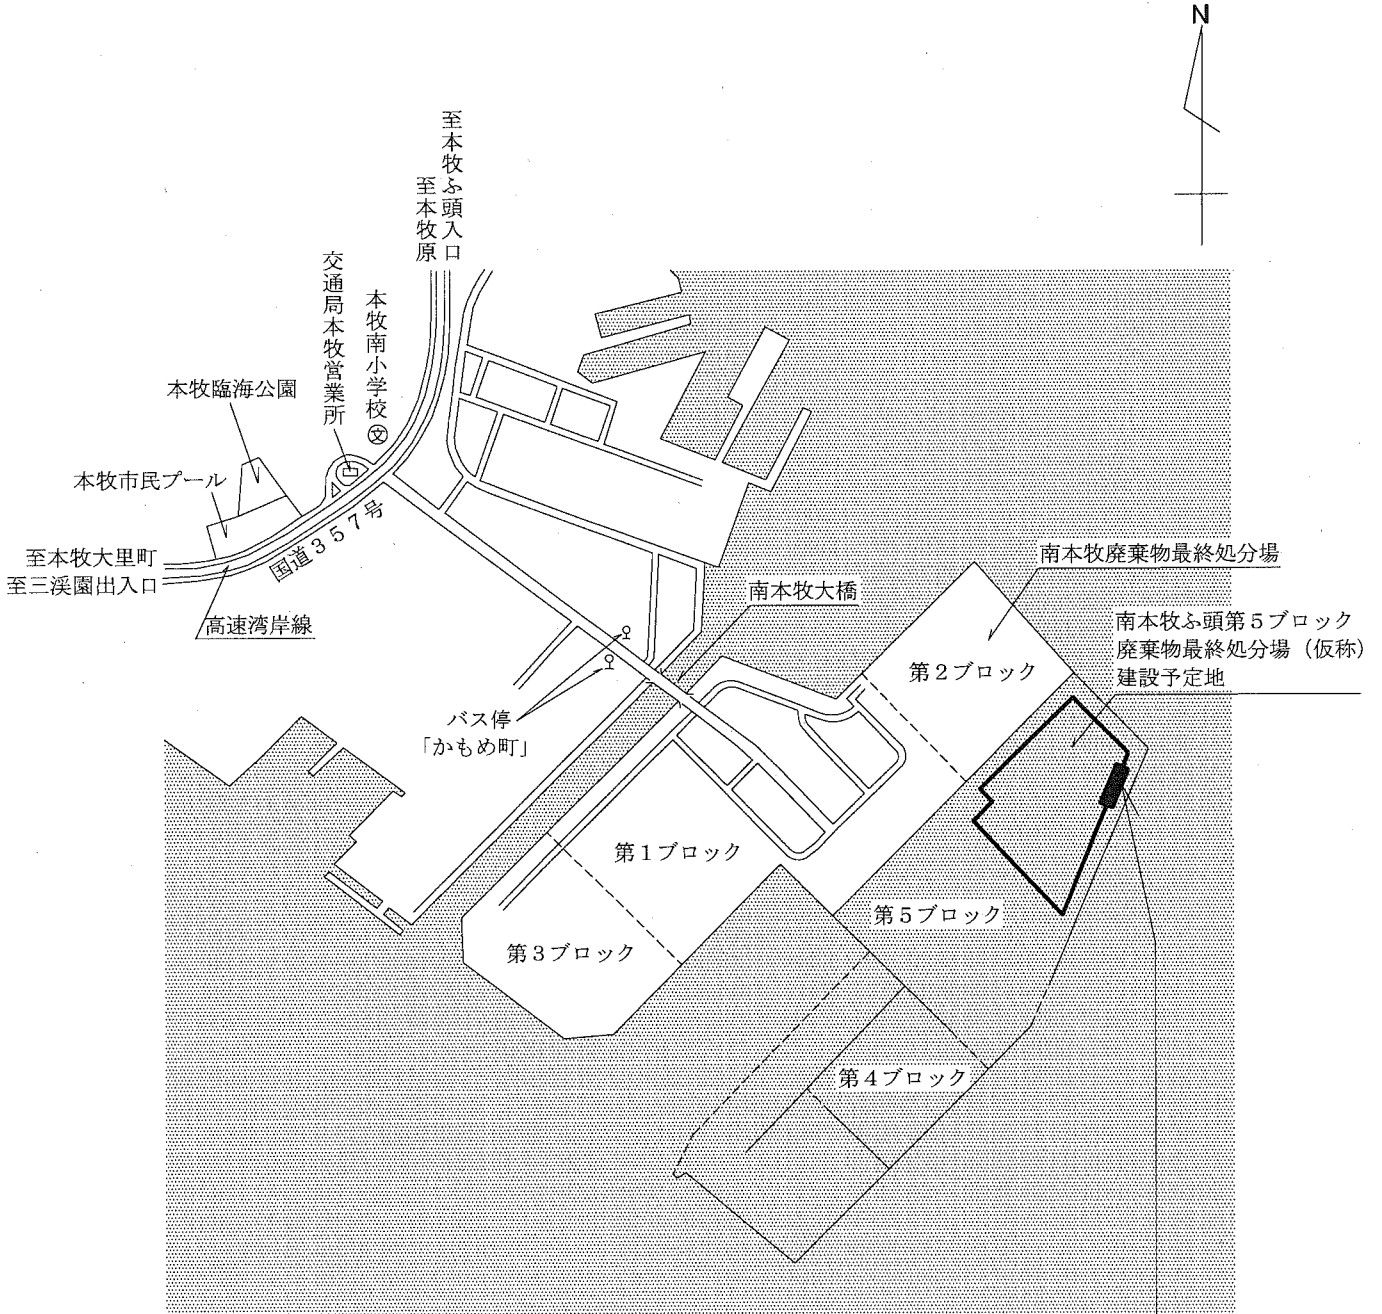 N
至本牧ふ頭入口
至本牧原
交通局本牧営業所
本牧南小学校
文
本牧臨海公園
本牧市民プール
至本牧大里町
至三溪園出入口
国道357号
高速湾岸線
南本牧廃棄物最終処分場
南本牧大橋
南本牧ふ頭第5ブロック
廃棄物最終処分場（仮称）
建設予定地
第2ブロック
バス停
「かもめ町」
第1ブロック
第5ブロック
第3ブロック
第4ブロック